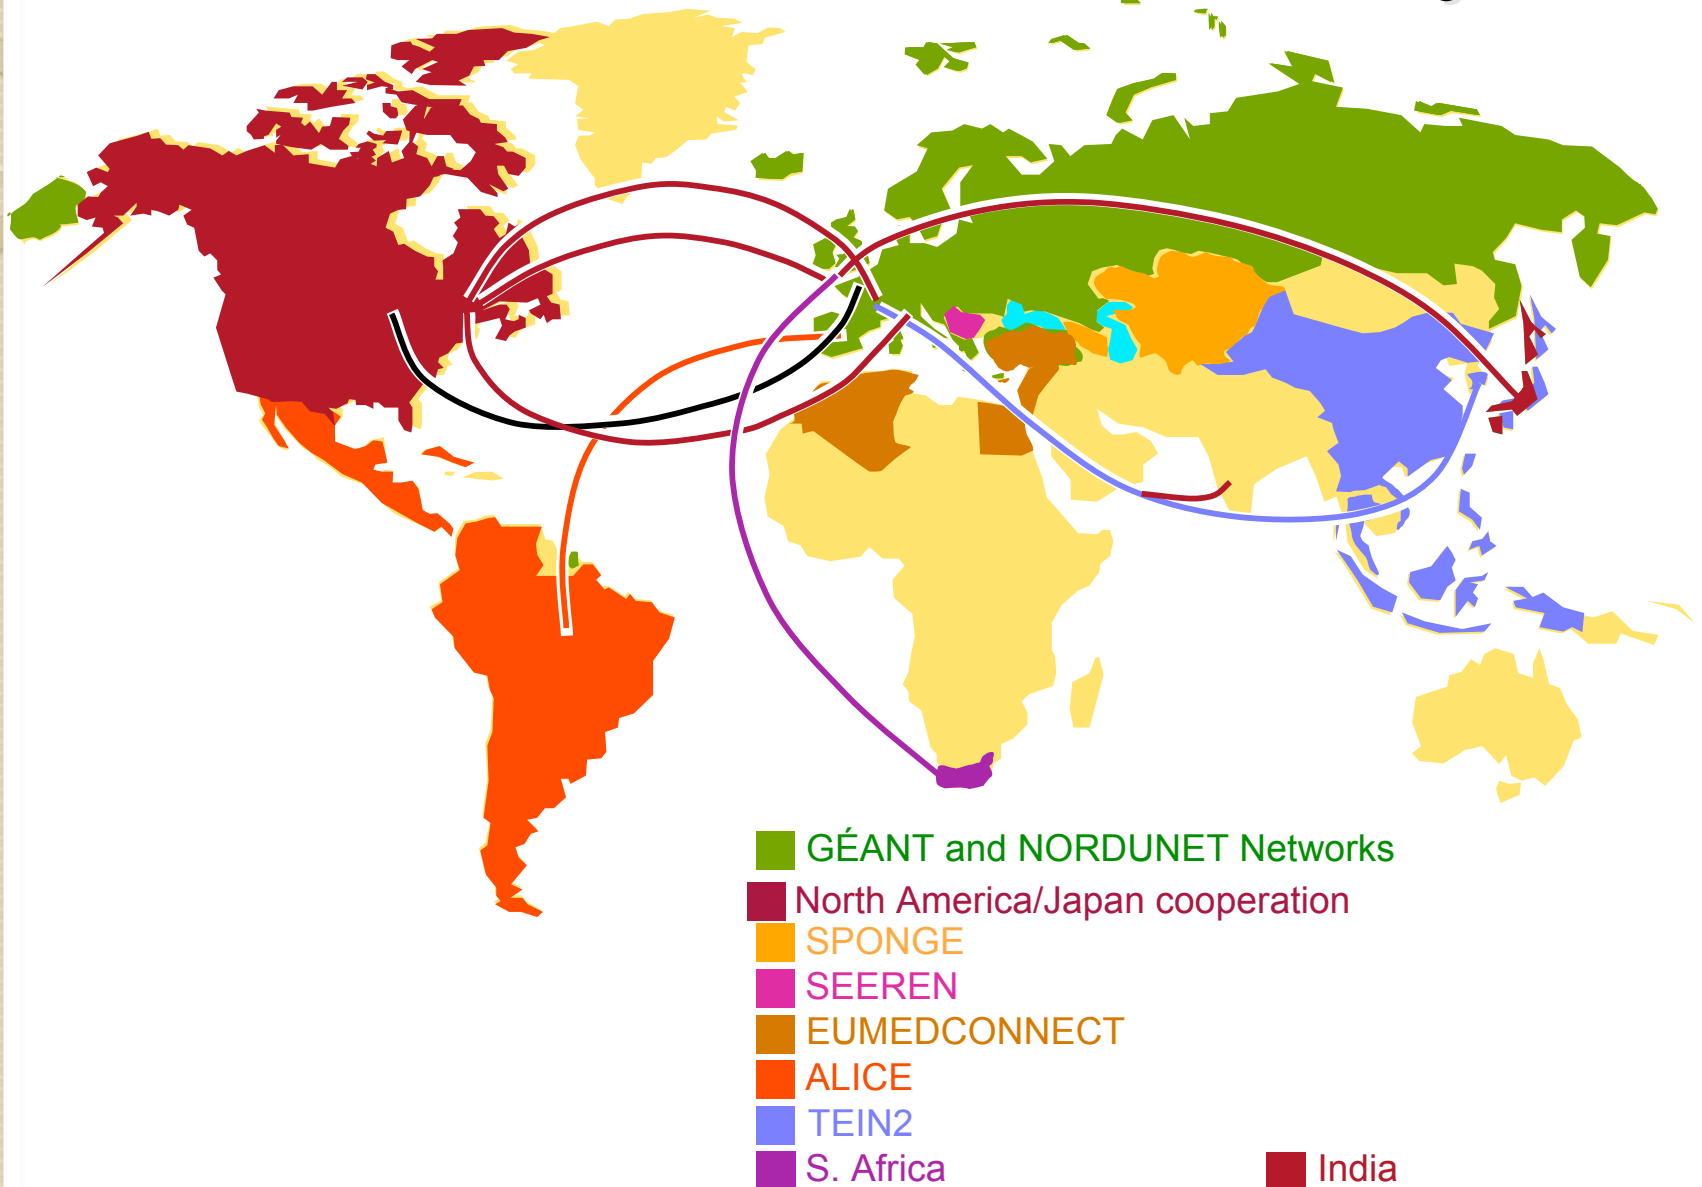 GÉANT and NORDUNET Networks
North America/Japan cooperation
SPONGE
SEEREN
EUMEDCONNECT
ALICE
TEIN2
S. Africa
India